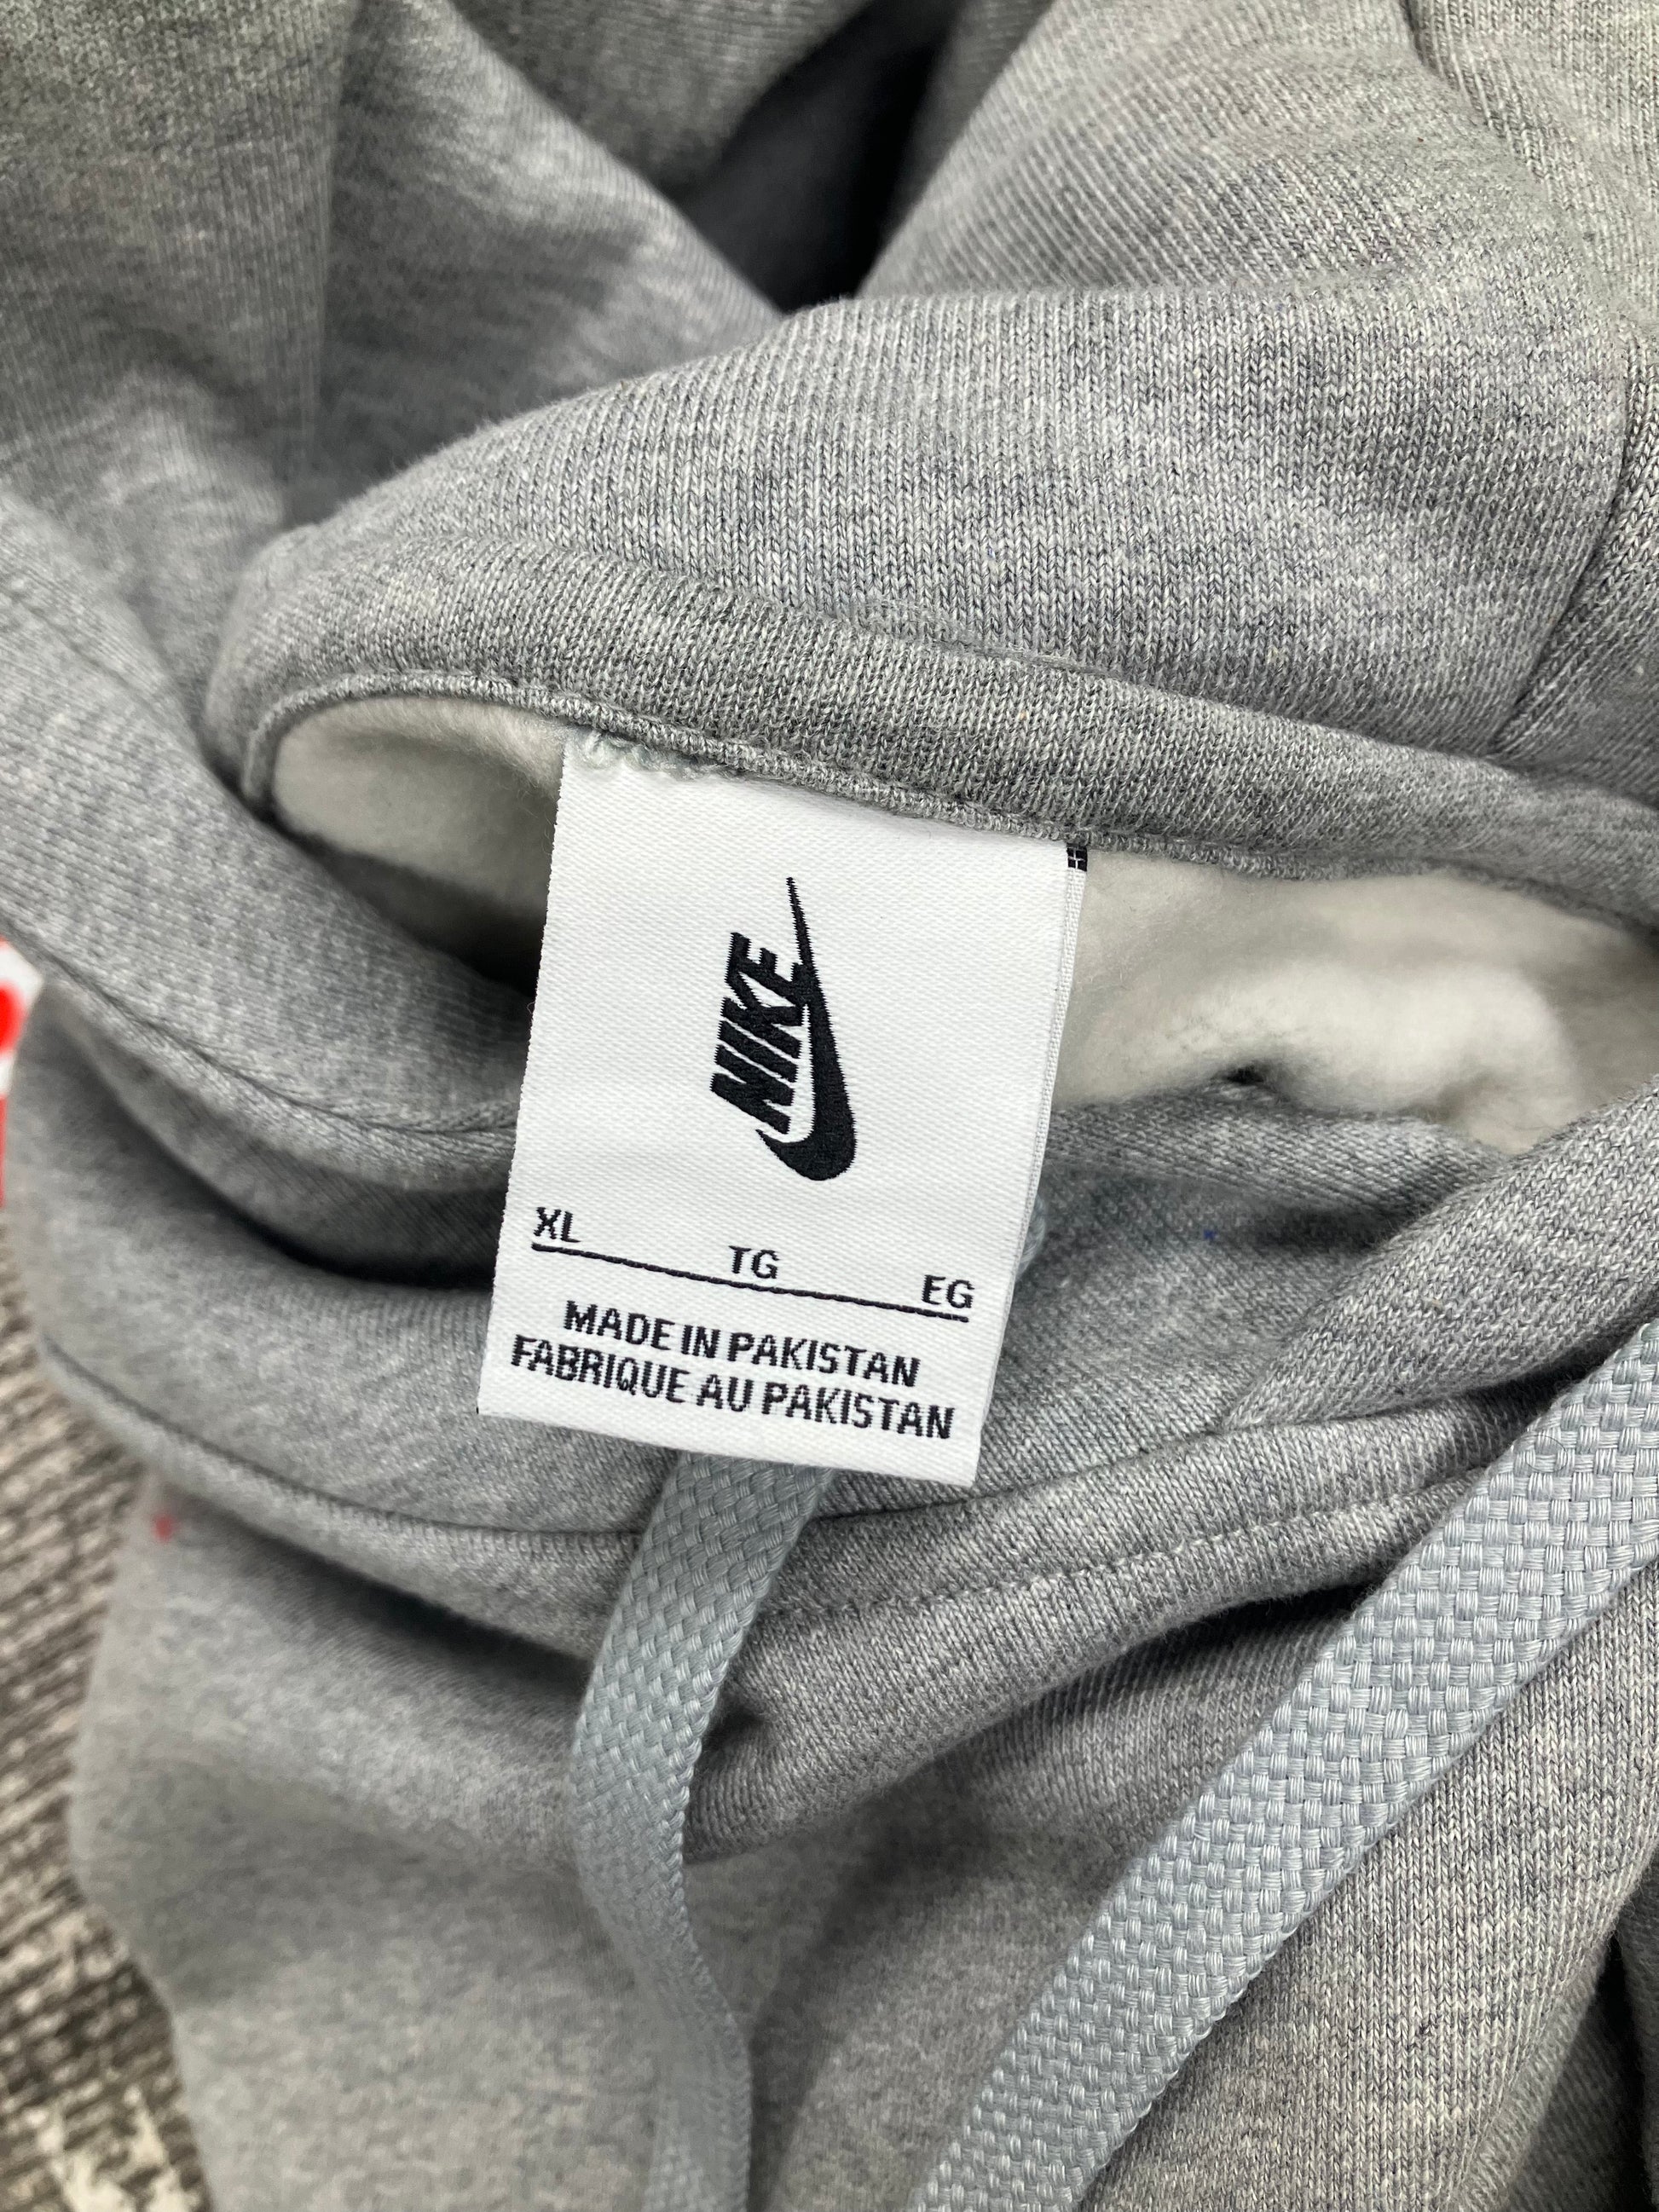 NIKE
XL TG EG
MADE IN PAKISTAN
FABRIQUE AU PAKISTAN